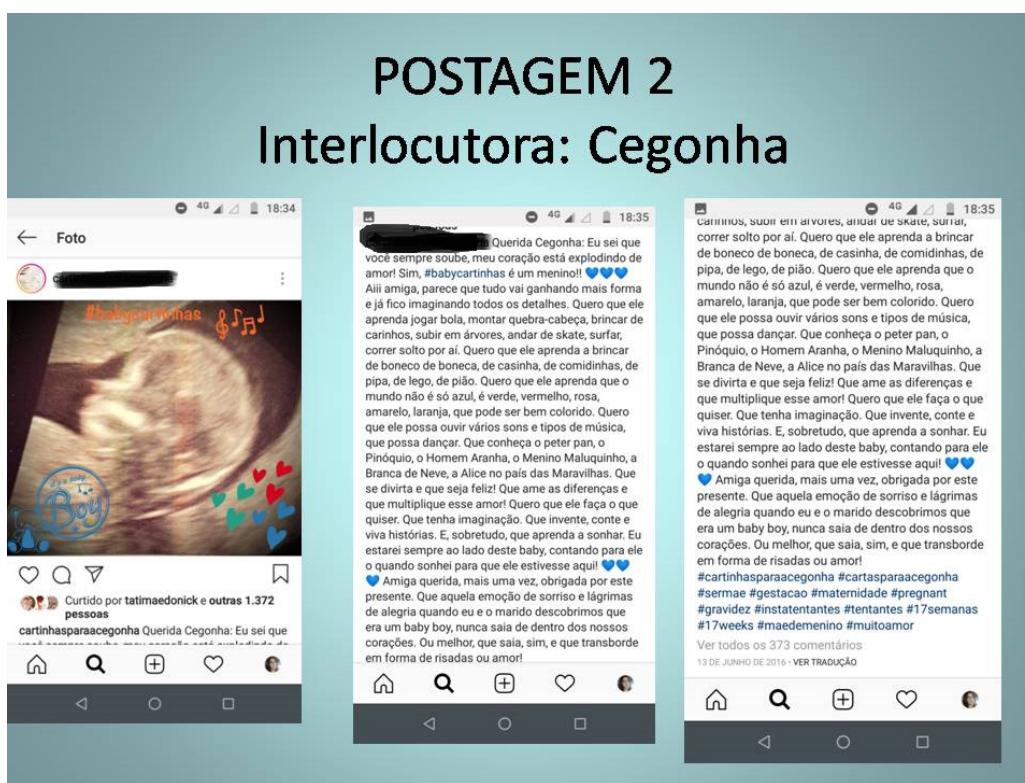 POSTAGEM 2
Interlocutora: Cegonha
4G 18:34
Foto
#babycartinhas
it's a baby
Boy
Curtido por tatimaedonick e outras 1.372
pessoas
cartinhasparaacegonha Querida Cegonha: Eu sei que
4G 18:35
Querida Cegonha: Eu sei que
você sempre soube, meu coração está explodindo de
amor! Sim, #babycartinhas é um menino!! 💙💙💙
Aiii amiga, parece que tudo vai ganhando mais forma
e já fico imaginando todos os detalhes. Quero que ele
aprenda jogar bola, montar quebra-cabeça, brincar de
carinhos, subir em árvores, andar de skate, surfar,
correr solto por aí. Quero que ele aprenda a brincar
de boneco de boneca, de casinha, de comidinhas, de
pipa, de lego, de pião. Quero que ele aprenda que o
mundo não é só azul, é verde, vermelho, rosa,
amarelo, laranja, que pode ser bem colorido. Quero
que ele possa ouvir vários sons e tipos de música,
que possa dançar. Que conheça o peter pan, o
Pinóquio, o Homem Aranha, o Menino Maluquinho, a
Branca de Neve, a Alice no país das Maravilhas. Que
se divirta e que seja feliz! Que ame as diferenças e
que multiplique esse amor! Quero que ele faça o que
quiser. Que tenha imaginação. Que invente, conte e
viva histórias. E, sobretudo, que aprenda a sonhar. Eu
estarei sempre ao lado deste baby, contando para ele
o quando sonhei para que ele estivesse aqui! 💙💙
💙 Amiga querida, mais uma vez, obrigada por este
presente. Que aquela emoção de sorriso e lágrimas
de alegria quando eu e o marido descobrimos que
era um baby boy, nunca saia de dentro dos nossos
corações. Ou melhor, que saia, sim, e que transborde
em forma de risadas ou amor!
4G 18:35
carinhos, subir em árvores, andar de skate, surfar,
correr solto por aí. Quero que ele aprenda a brincar
de boneco de boneca, de casinha, de comidinhas, de
pipa, de lego, de pião. Quero que ele aprenda que o
mundo não é só azul, é verde, vermelho, rosa,
amarelo, laranja, que pode ser bem colorido. Quero
que ele possa ouvir vários sons e tipos de música,
que possa dançar. Que conheça o peter pan, o
Pinóquio, o Homem Aranha, o Menino Maluquinho, a
Branca de Neve, a Alice no país das Maravilhas. Que
se divirta e que seja feliz! Que ame as diferenças e
que multiplique esse amor! Quero que ele faça o que
quiser. Que tenha imaginação. Que invente, conte e
viva histórias. E, sobretudo, que aprenda a sonhar. Eu
estarei sempre ao lado deste baby, contando para ele
o quando sonhei para que ele estivesse aqui! 💙💙
💙 Amiga querida, mais uma vez, obrigada por este
presente. Que aquela emoção de sorriso e lágrimas
de alegria quando eu e o marido descobrimos que
era um baby boy, nunca saia de dentro dos nossos
corações. Ou melhor, que saia, sim, e que transborde
em forma de risadas ou amor!
#cartinhasparaacegonha #cartasparaacegonha
#sermae #gestacao #maternidade #pregnant
#gravidez #instatentantes #tentantes #17semanas
#17weeks #maedemenino #muitoamor
Ver todos os 373 comentários
13 DE JUNHO DE 2016 • VER TRADUÇÃO